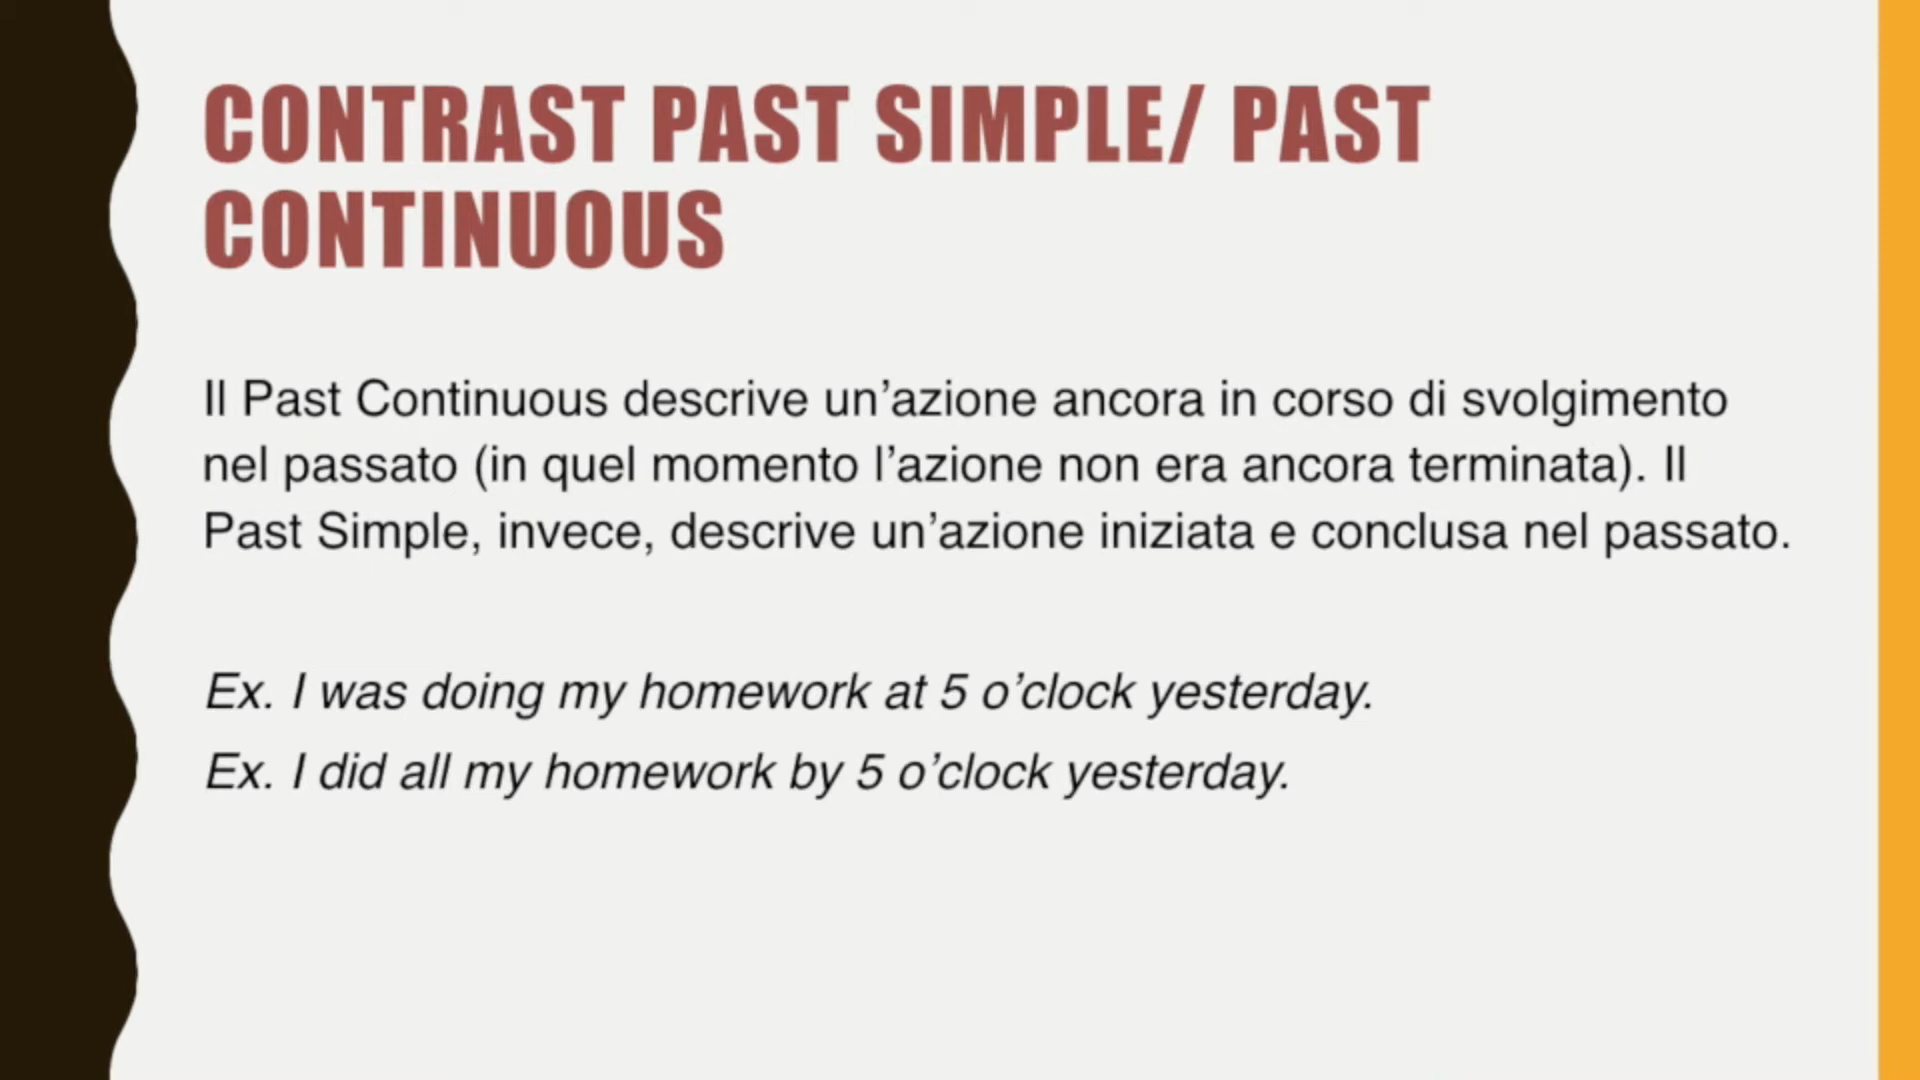 CONTRAST PAST SIMPLE/ PAST
CONTINUOUS
Il Past Continuous descrive un’azione ancora in corso di svolgimento
nel passato (in quel momento l’azione non era ancora terminata). Il
Past Simple, invece, descrive un’azione iniziata e conclusa nel passato.
Ex. I was doing my homework at 5 o’clock yesterday.
Ex. I did all my homework by 5 o’clock yesterday.